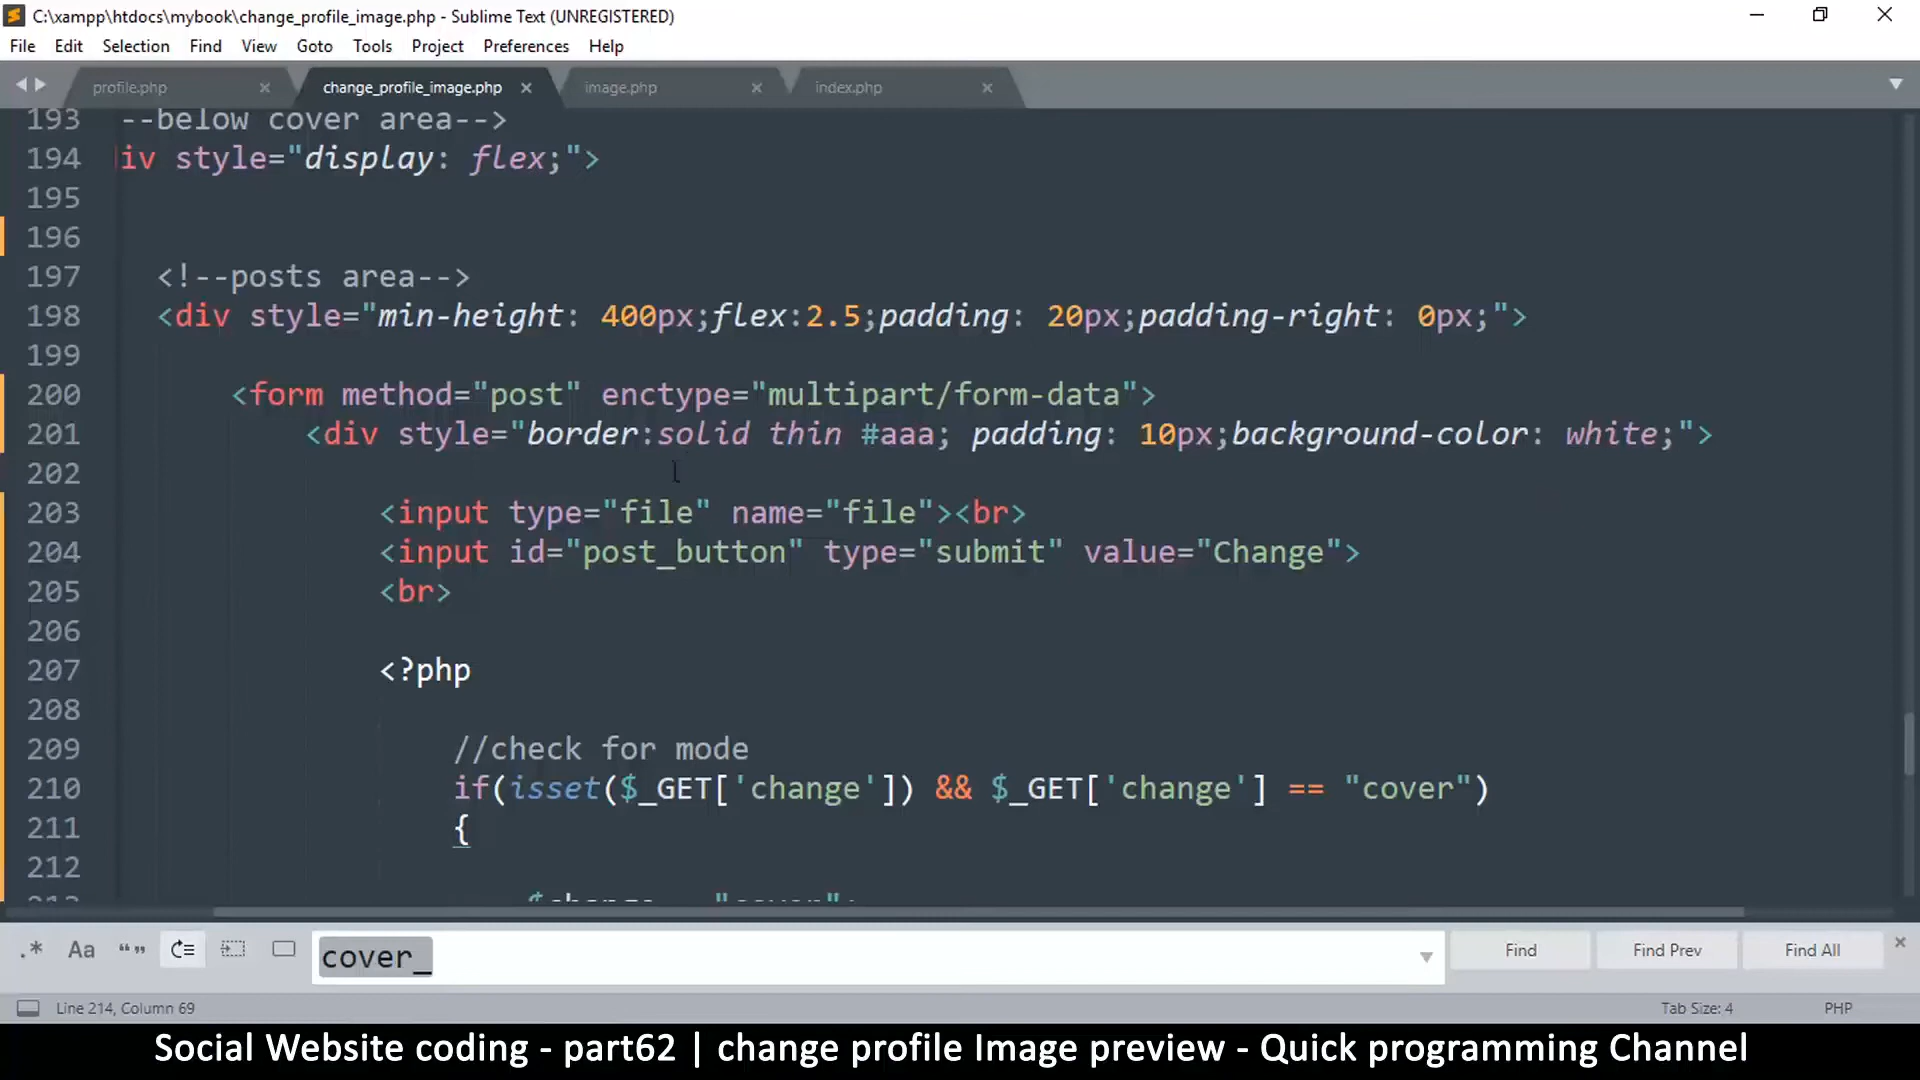 C:\xampp\htdocs\mybook\change_profile_image.php - Sublime Text (UNREGISTERED)
File Edit Selection Find View Goto Tools Project Preferences Help
profile.php change_profile_image.php image.php index.php
193 --below cover area-->
194 iv style="display: flex;">
195
196
197 <!--posts area-->
198 <div style="min-height: 400px;flex:2.5;padding: 20px;padding-right: 0px;">
199
200 <form method="post" enctype="multipart/form-data">
201 <div style="border:solid thin #aaa; padding: 10px;background-color: white;">
202
203 <input type="file" name="file"><br>
204 <input id="post_button" type="submit" value="Change">
205 <br>
206
207 <?php
208
209 //check for mode
210 if(isset($_GET['change']) && $_GET['change'] == "cover")
211 {
212
213 $change = "cover";
.* Aa “” cover_ Find Find Prev Find All
Line 214, Column 69 Tab Size: 4 PHP
Social Website coding - part62 | change profile Image preview - Quick programming Channel